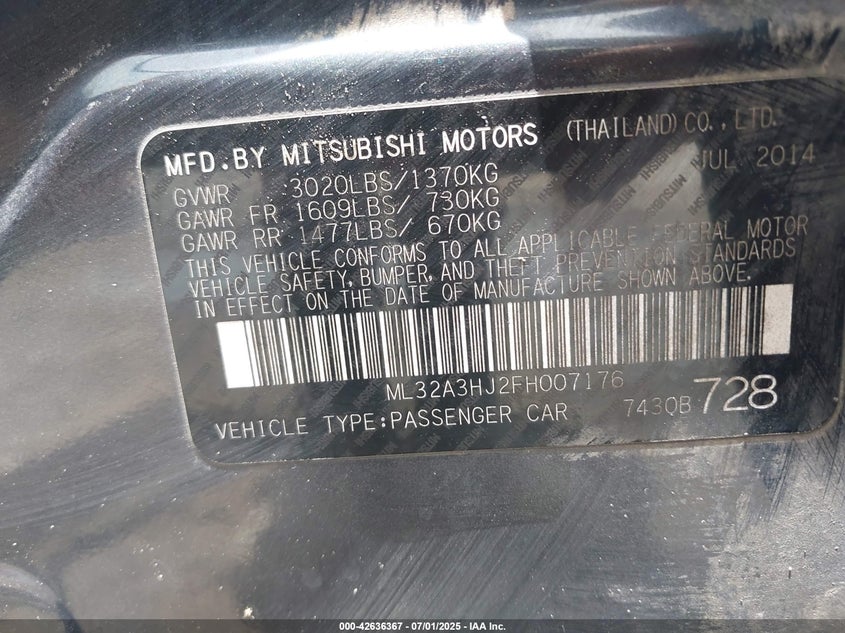 MFD.BY MITSUBISHI MOTORS (THAILAND) CO., LTD.
JUL 2014
GVWR 3020LBS/1370KG
GAWR FR 1609LBS/ 730KG
GAWR RR 1477LBS/ 670KG
THIS VEHICLE CONFORMS TO ALL APPLICABLE FEDERAL MOTOR
VEHICLE SAFETY, BUMPER, AND THEFT PREVENTION STANDARDS
IN EFFECT ON THE DATE OF MANUFACTURE SHOWN ABOVE.
ML32A3HJ2FH007176
VEHICLE TYPE:PASSENGER CAR 743QB 728
000-42636367 - 07/01/2025 - IAA Inc.